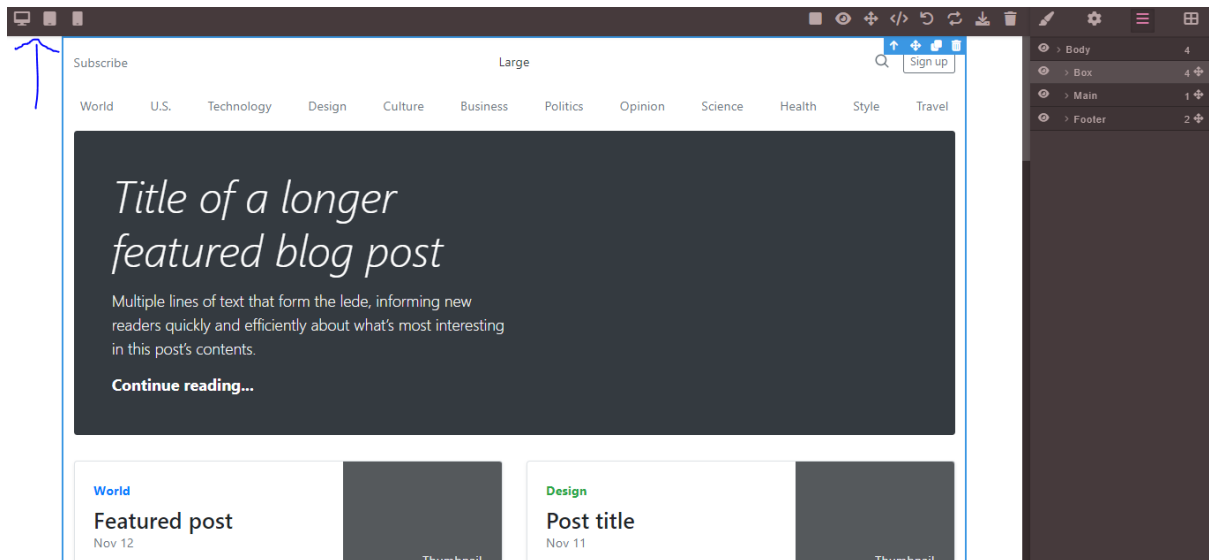 Subscribe
Large
Sign up
World U.S. Technology Design Culture Business Politics Opinion Science Health Style Travel
Title of a longer
featured blog post
Multiple lines of text that form the lede, informing new
readers quickly and efficiently about what's most interesting
in this post's contents.
Continue reading...
World
Featured post
Nov 12
Thumbnail
Design
Post title
Nov 11
Thumbnail
Body 4
Box 4
Main 1
Footer 2